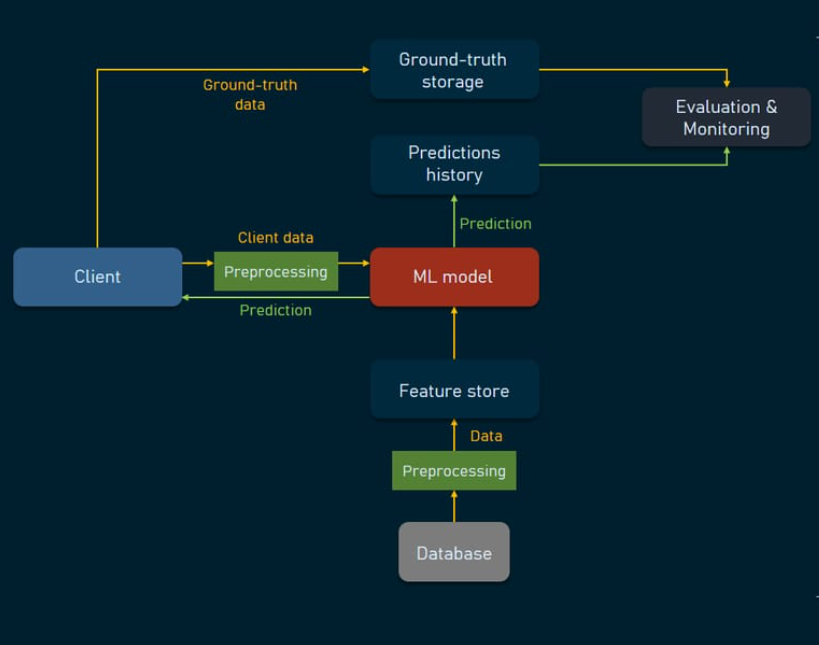 Ground-truth
storage
Ground-truth
data
Evaluation &
Monitoring
Predictions
history
Prediction
Client data
Client
Preprocessing
ML model
Prediction
Feature store
Data
Preprocessing
Database